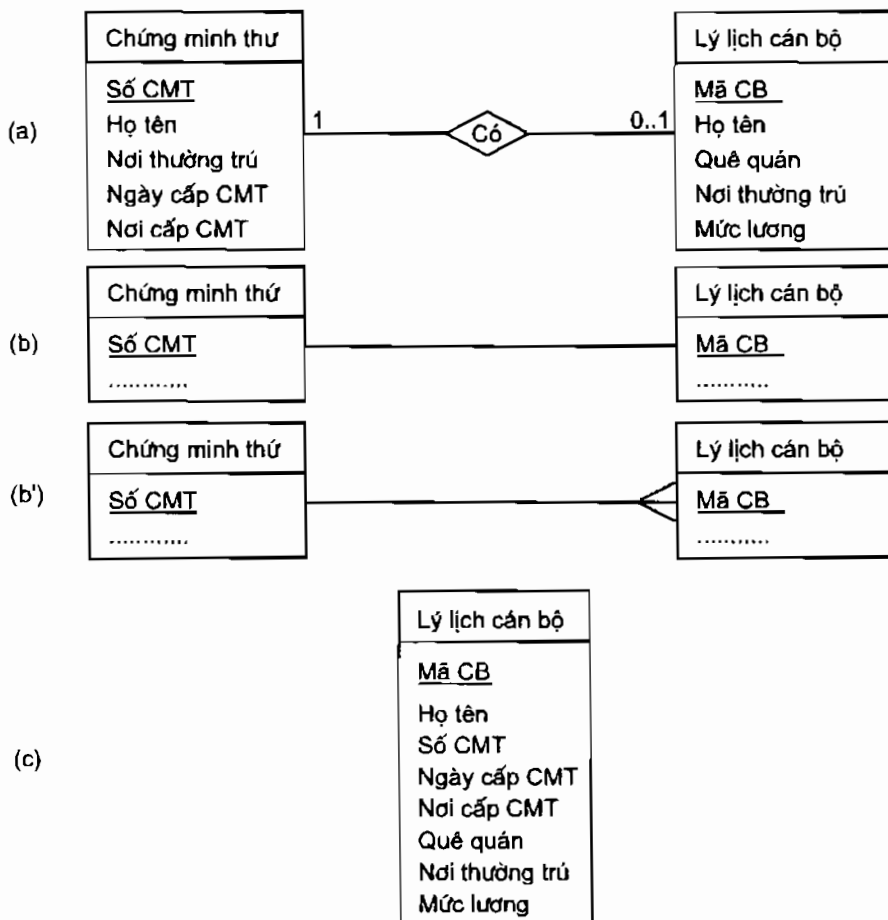 (a)
Chứng minh thư
Số CMT
Họ tên
Nơi thường trú
Ngày cấp CMT
Nơi cấp CMT
1
Có
0..1
Lý lịch cán bộ
Mã CB
Họ tên
Quê quán
Nơi thường trú
Mức lương
(b)
Chứng minh thứ
Số CMT
...........
Lý lịch cán bộ
Mã CB
...........
(b')
Chứng minh thứ
Số CMT
...........
Lý lịch cán bộ
Mã CB
...........
(c)
Lý lịch cán bộ
Mã CB
Họ tên
Số CMT
Ngày cấp CMT
Nơi cấp CMT
Quê quán
Nơi thường trú
Mức lương